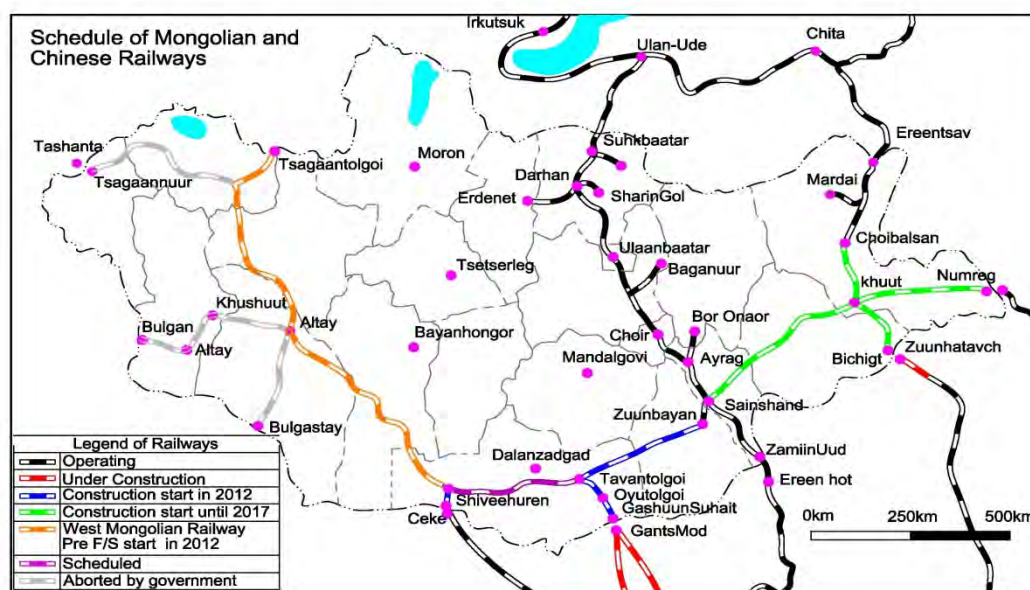 Schedule of Mongolian and
Chinese Railways
Irkutsuk
Ulan-Ude
Chita
Ereentsav
Tashanta
Tsagaannuur
Tsagaantolgoi
Moron
Suhkbaatar
Darhan
SharinGol
Erdenet
Mardai
Choibalsan
Ulaanbaatar
Baganuur
Tsetserleg
khuut
Numreg
Khushuut
Bulgan
Altay
Altay
Bayanhongor
Choir
Bor Onaor
Mandalgovi
Ayrag
Bichigt
Zuunhatavch
Sainshand
Zuunbayan
Bulgastay
Dalanzadgad
ZamiinUud
Tavantolgoi
Ereen hot
Oyutolgoi
Shiveehuren
GashuunSuhait
Ceke
GantsMod
0km
250km
500km
Legend of Railways
Operating
Under Construction
Construction start in 2012
Construction start until 2017
West Mongolian Railway
Pre F/S start in 2012
Scheduled
Aborted by government